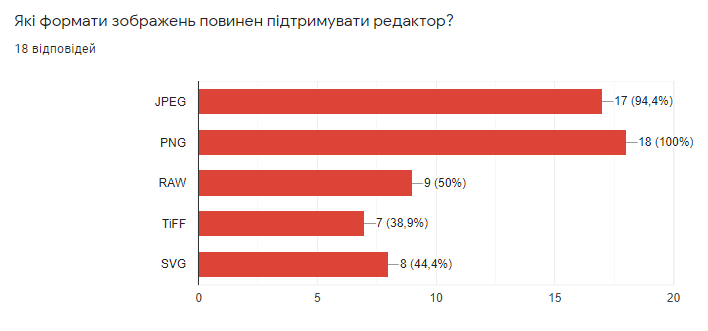 Які формати зображень повинен підтримувати редактор?
18 відповідей
JPEG 17 (94,4%)
PNG 18 (100%)
RAW 9 (50%)
TiFF 7 (38,9%)
SVG 8 (44,4%)
0 5 10 15 20